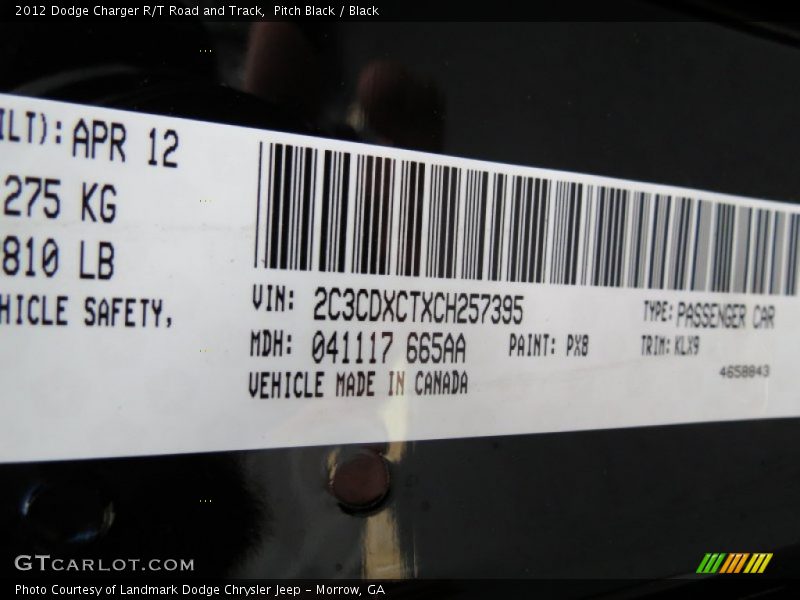 2012 Dodge Charger R/T Road and Track, Pitch Black / Black
ILT): APR 12
275 KG
810 LB
HICLE SAFETY,
VIN: 2C3CDXCTXCH257395
TYPE: PASSENGER CAR
MDH: 041117 665AA
PAINT: PX8
TRIM: KLX9
VEHICLE MADE IN CANADA
4658843
GTCARLOT.COM
Photo Courtesy of Landmark Dodge Chrysler Jeep - Morrow, GA